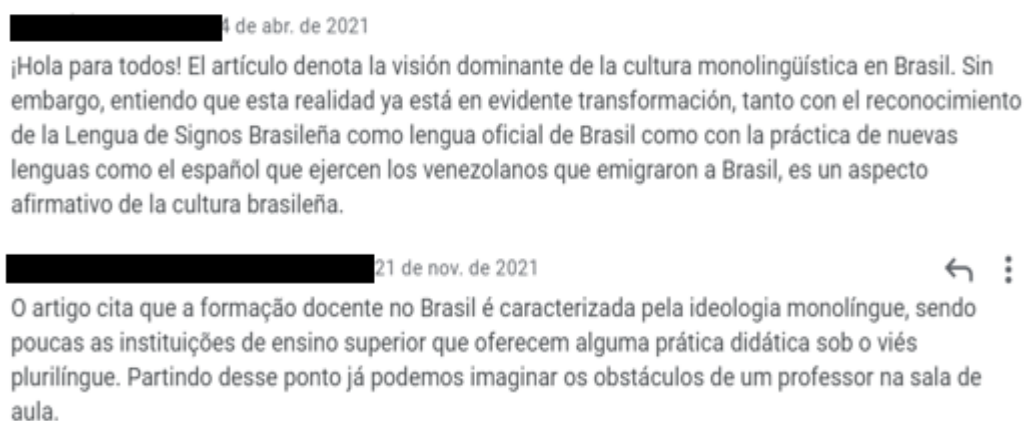 4 de abr. de 2021
¡Hola para todos! El artículo denota la visión dominante de la cultura monolingüística en Brasil. Sin
embargo, entiendo que esta realidad ya está en evidente transformación, tanto con el reconocimiento
de la Lengua de Signos Brasileña como lengua oficial de Brasil como con la práctica de nuevas
lenguas como el español que ejercen los venezolanos que emigraron a Brasil, es un aspecto
afirmativo de la cultura brasileña.
21 de nov. de 2021
O artigo cita que a formação docente no Brasil é caracterizada pela ideologia monolíngue, sendo
poucas as instituições de ensino superior que oferecem alguma prática didática sob o viés
plurilíngue. Partindo desse ponto já podemos imaginar os obstáculos de um professor na sala de
aula.